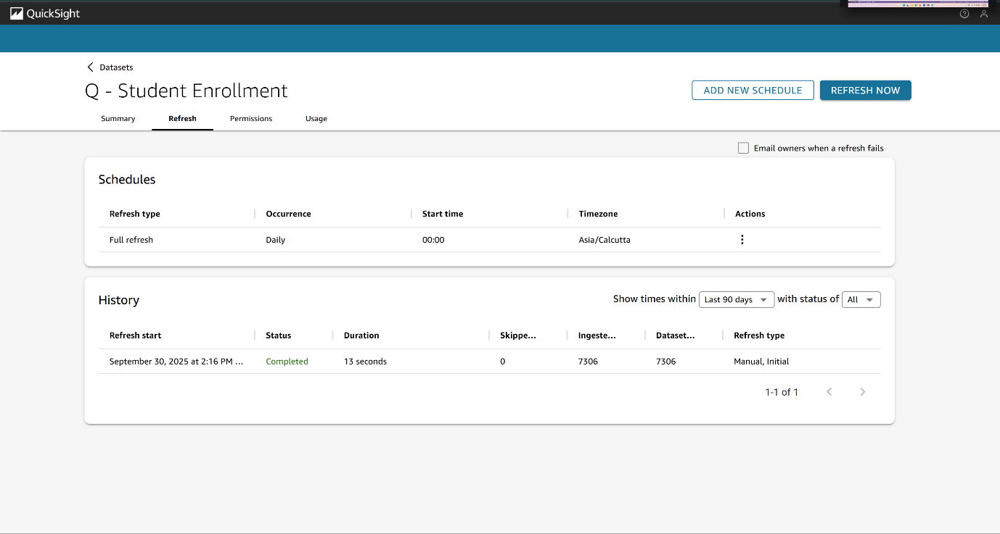 QuickSight
Datasets
Q - Student Enrollment
ADD NEW SCHEDULE
REFRESH NOW
Summary Refresh Permissions Usage
Email owners when a refresh fails
Schedules
Refresh type Occurrence Start time Timezone Actions
Full refresh Daily 00:00 Asia/Calcutta
History
Show times within Last 90 days with status of All
Refresh start Status Duration Skippe... Ingeste... Dataset... Refresh type
September 30, 2025 at 2:16 PM ... Completed 13 seconds 0 7306 7306 Manual, Initial
1-1 of 1